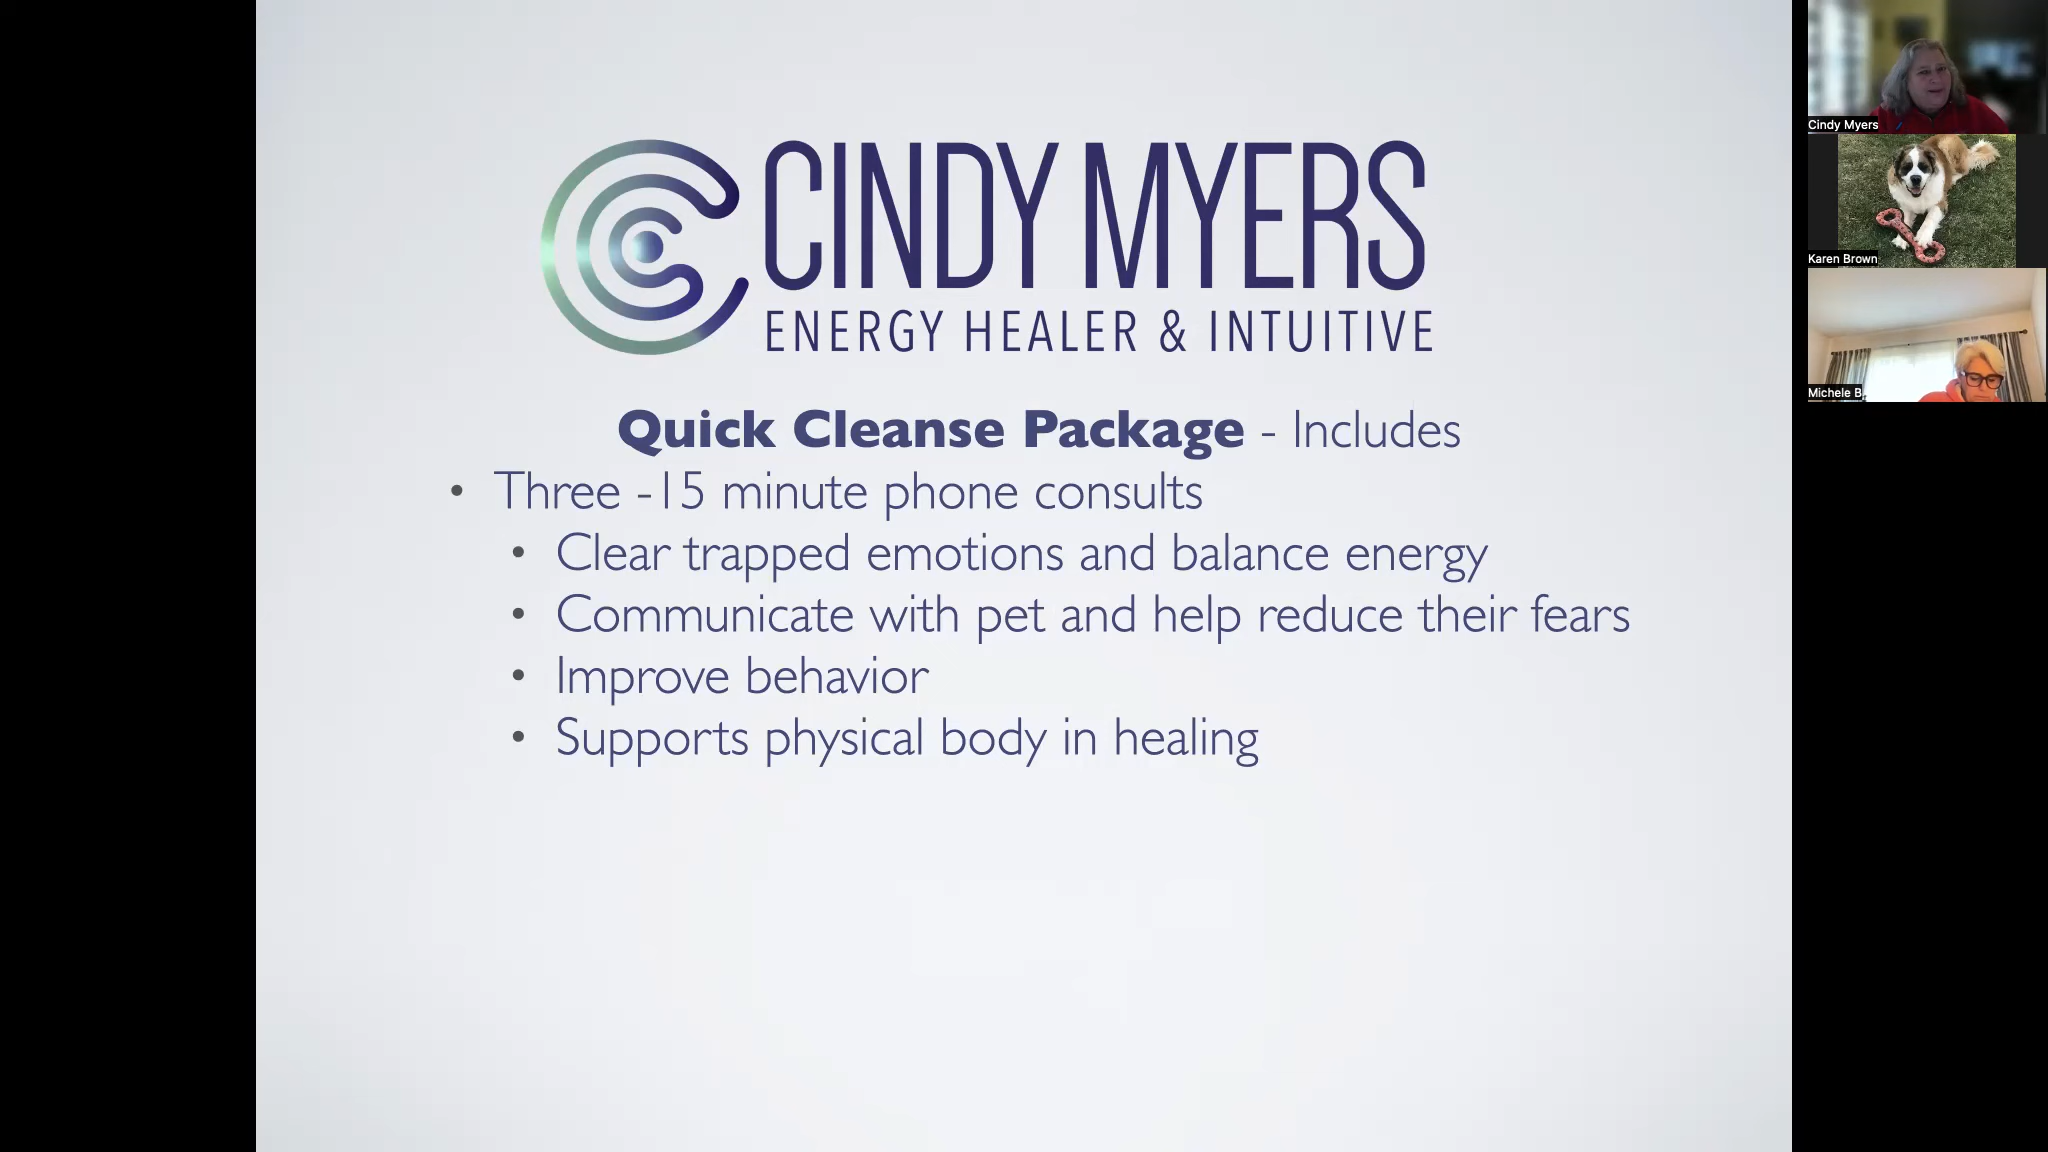 CINDY MYERS
ENERGY HEALER & INTUITIVE
Quick Cleanse Package - Includes
• Three -15 minute phone consults
• Clear trapped emotions and balance energy
• Communicate with pet and help reduce their fears
• Improve behavior
• Supports physical body in healing
Cindy Myers
Karen Brown
Michele B